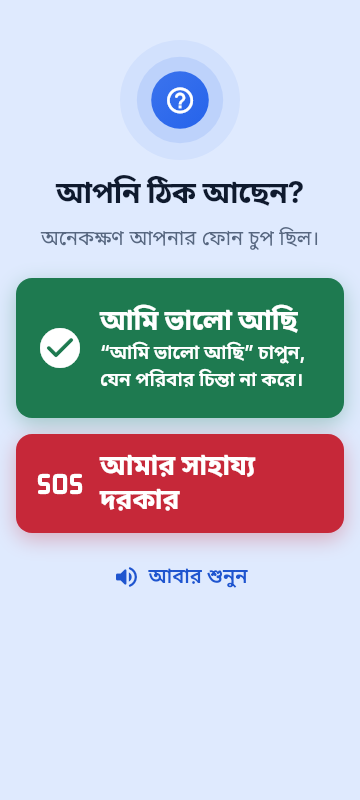 আপনি ঠিক আছেন?
অনেকক্ষণ আপনার ফোন চুপ ছিল।
আমি ভালো আছি
“আমি ভালো আছি” চাপুন,
যেন পরিবার চিন্তা না করে।
SOS
আমার সাহায্য
দরকার
আবার শুনুন